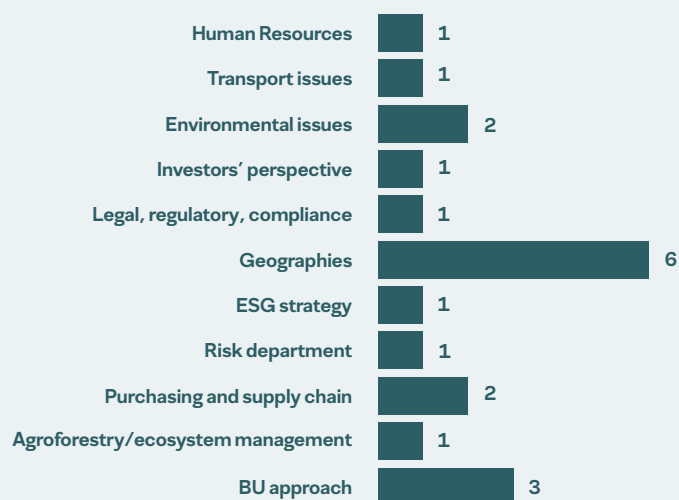 Human Resources 1
Transport issues 1
Environmental issues 2
Investors’ perspective 1
Legal, regulatory, compliance 1
Geographies 6
ESG strategy 1
Risk department 1
Purchasing and supply chain 2
Agroforestry/ecosystem management 1
BU approach 3